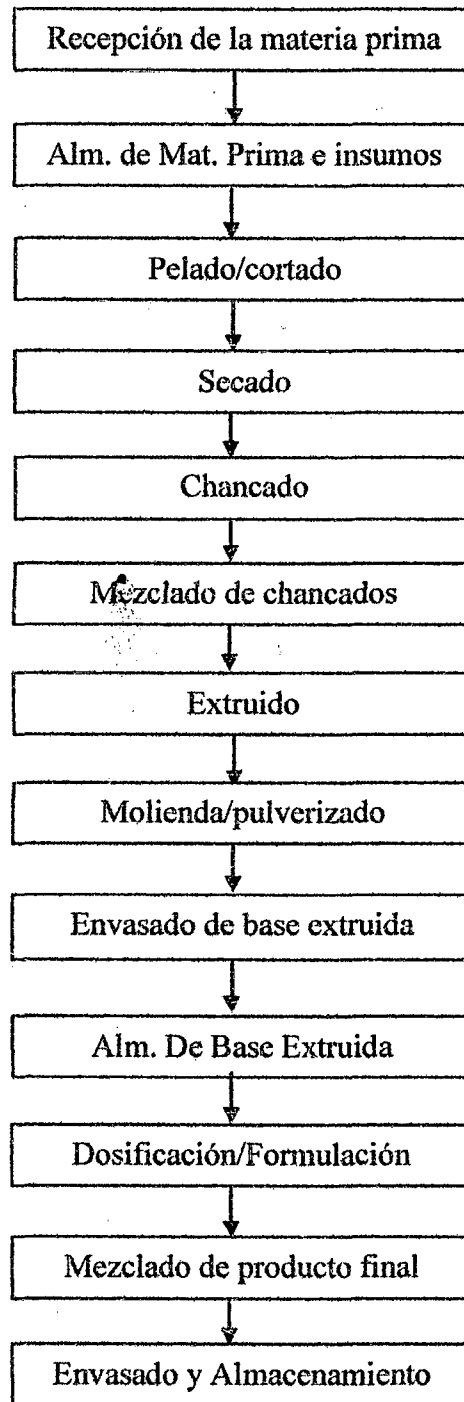 Recepción de la materia prima
Alm. de Mat. Prima e insumos
Pelado/cortado
Secado
Chancado
Mezclado de chancados
Extruido
Molienda/pulverizado
Envasado de base extruida
Alm. De Base Extruida
Dosificación/Formulación
Mezclado de producto final
Envasado y Almacenamiento